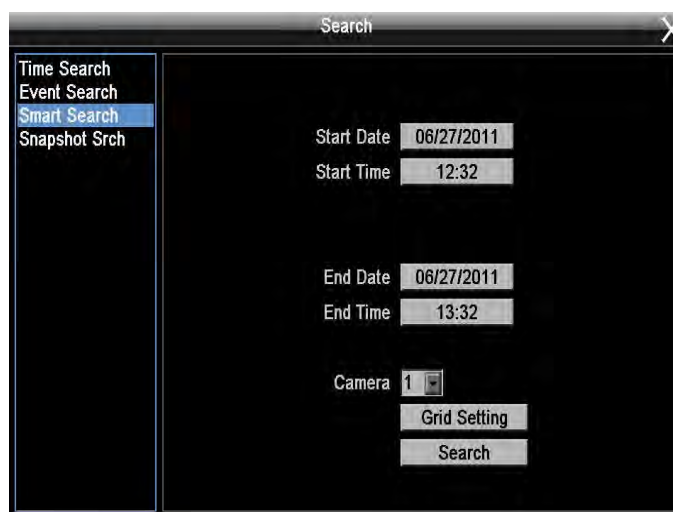 Search
X
Time Search
Event Search
Smart Search
Snapshot Srch
Start Date 06/27/2011
Start Time 12:32
End Date 06/27/2011
End Time 13:32
Camera 1
Grid Setting
Search